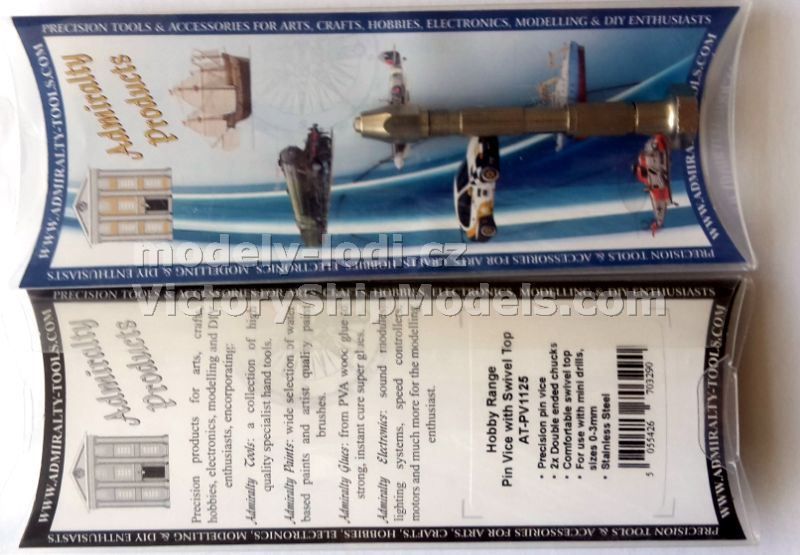 PRECISION TOOLS & ACCESSORIES FOR ARTS, CRAFTS, HOBBIES, ELECTRONICS, MODELLING & DIY ENTHUSIASTS
WWW.ADMIRALTY-TOOLS.COM
Admiralty
Products
WWW.ADMIRALTY-TOOLS.COM
PRECISION TOOLS & ACCESSORIES FOR ARTS, CRAFTS, HOBBIES, ELECTRONICS, MODELLING & DIY ENTHUSIASTS
modely-lodi.cz
VictoryShipModels.com
PRECISION TOOLS & ACCESSORIES FOR ARTS, CRAFTS, HOBBIES, ELECTRONICS, MODELLING & DIY ENTHUSIASTS
WWW.ADMIRALTY-TOOLS.COM
Admiralty
Products
Precision products for arts, crafts,
hobbies, electronics, modelling and DIY
enthusiasts, encorporating:
Admiralty Tools: a collection of high
quality specialist hand tools.
Admiralty Paints: wide selection of water
based paints and artist quality paint
brushes.
Admiralty Glues: from PVA wood glue to
strong, instant cure super glues.
Admiralty Electronics: sound modules,
lighting systems, speed controllers,
motors and much more for the modelling
enthusiast.
Hobby Range
Pin Vice with Swivel Top
AT-PV1125
• Precision pin vice
• 2x Double ended chucks
• Comfortable swivel top
• For use with mini drills,
sizes 0-3mm
• Stainless Steel
5 055426 703290
WWW.ADMIRALTY-TOOLS.COM
PRECISION TOOLS & ACCESSORIES FOR ARTS, CRAFTS, HOBBIES, ELECTRONICS, MODELLING & DIY ENTHUSIASTS